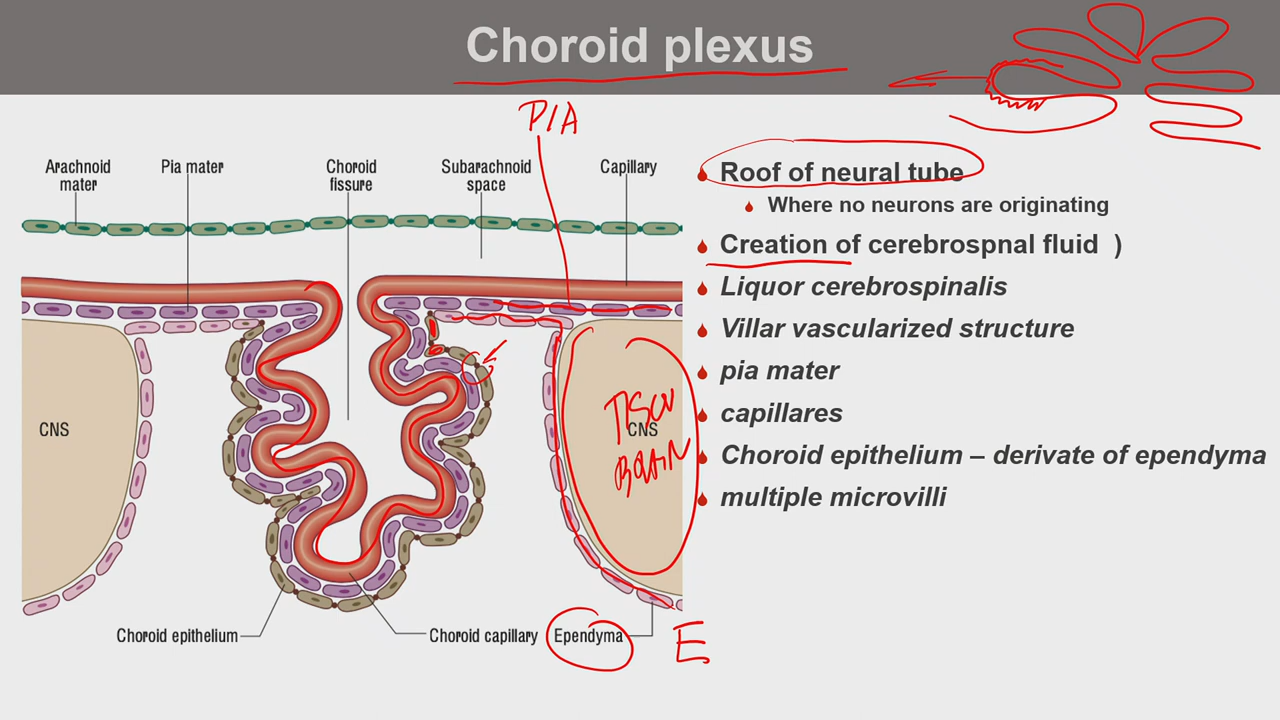 Choroid plexus
PIA
Arachnoid
mater
Pia mater
Choroid
fissure
Subarachnoid
space
Capillary
CNS
TISSU
CNS
BRAIN
Choroid epithelium
Choroid capillary
Ependyma
E
Roof of neural tube
Where no neurons are originating
Creation of cerebrospnal fluid )
Liquor cerebrospinalis
Villar vascularized structure
pia mater
capillares
Choroid epithelium – derivate of ependyma
multiple microvilli